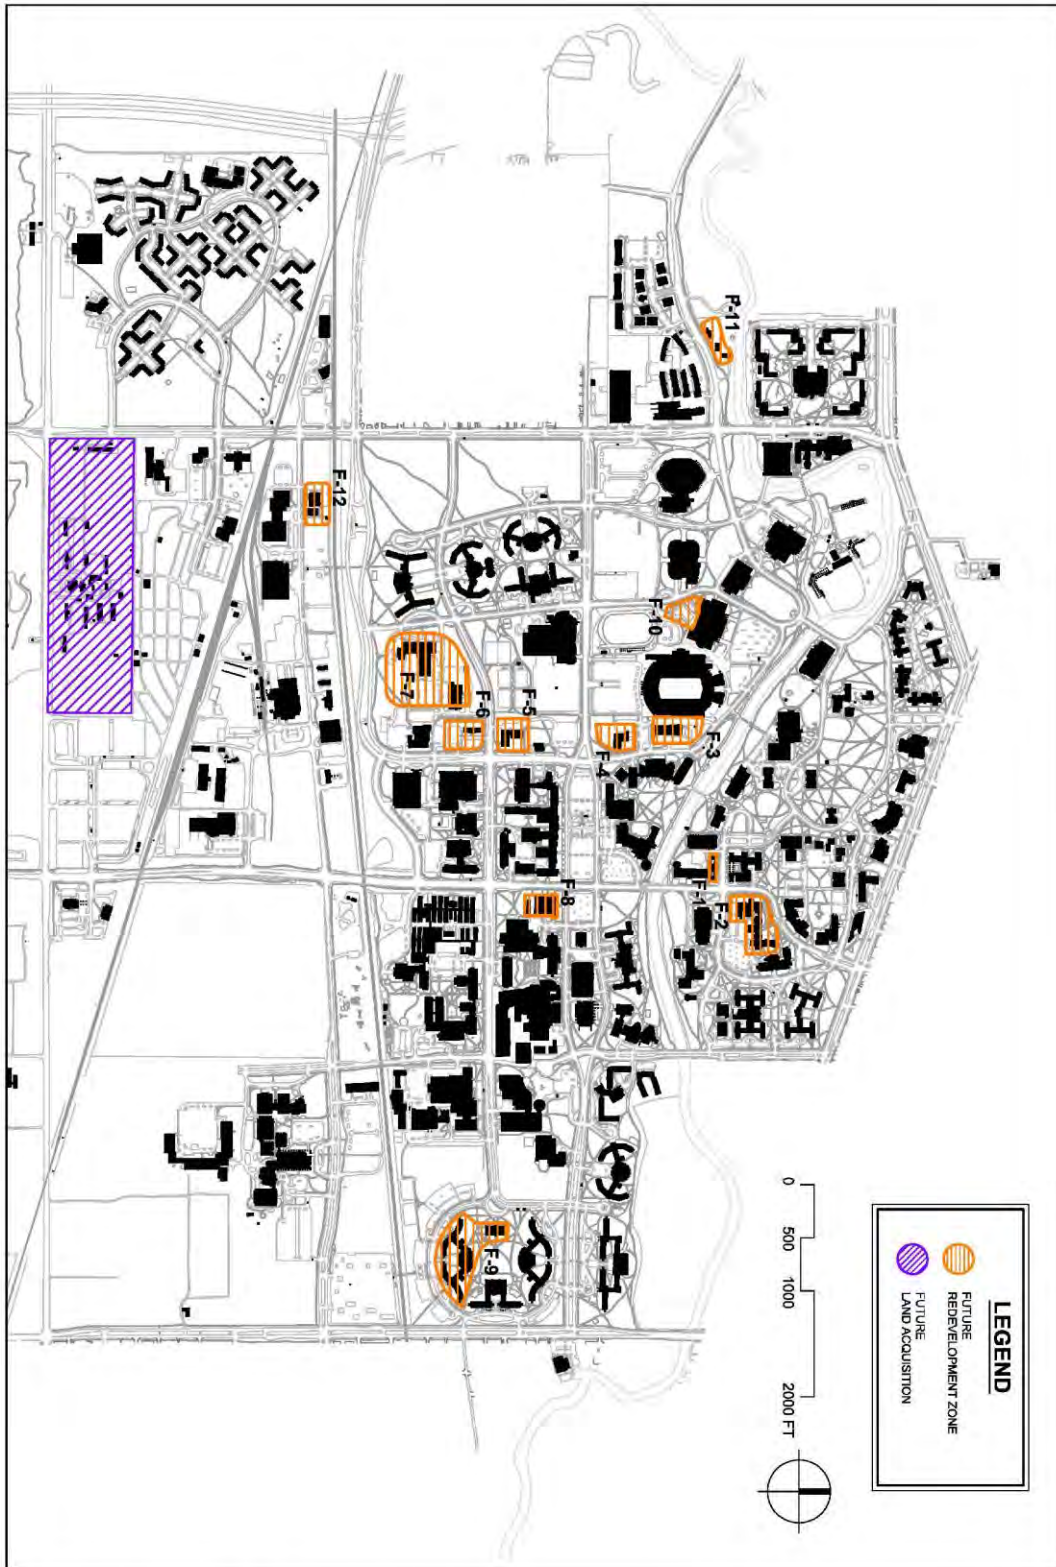 LEGEND
FUTURE
REDEVELOPMENT ZONE
FUTURE
LAND ACQUISITION
0
500
1000
2000 FT
F-11
F-12
F-10
F-7
F-6
F-5
F-4
F-3
F-1
F-2
F-8
F-9